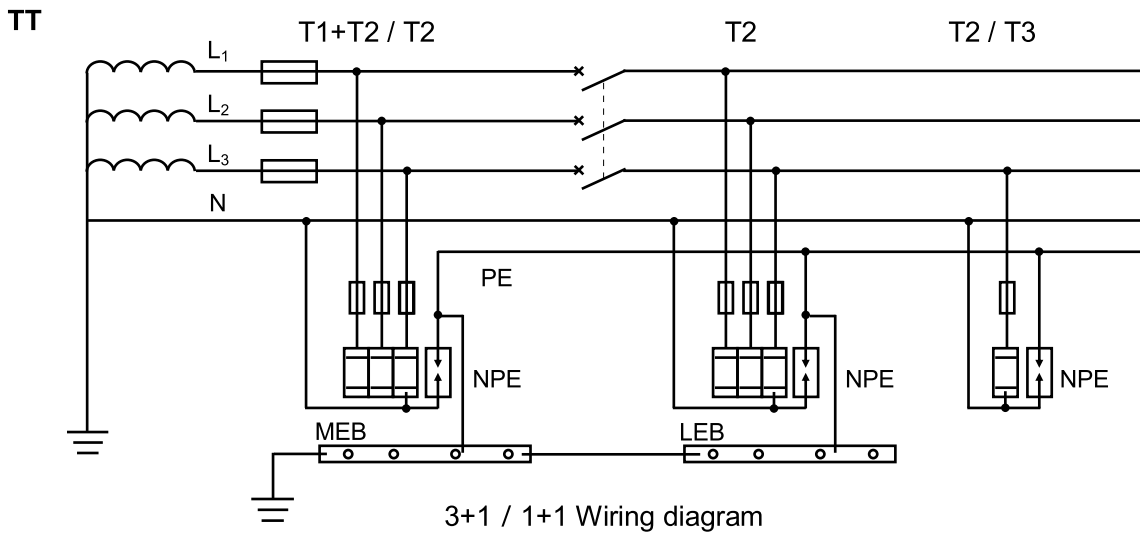 TT
T1+T2 / T2
T2
T2 / T3
L1
L2
L3
N
PE
NPE
NPE
NPE
MEB
LEB
3+1 / 1+1 Wiring diagram